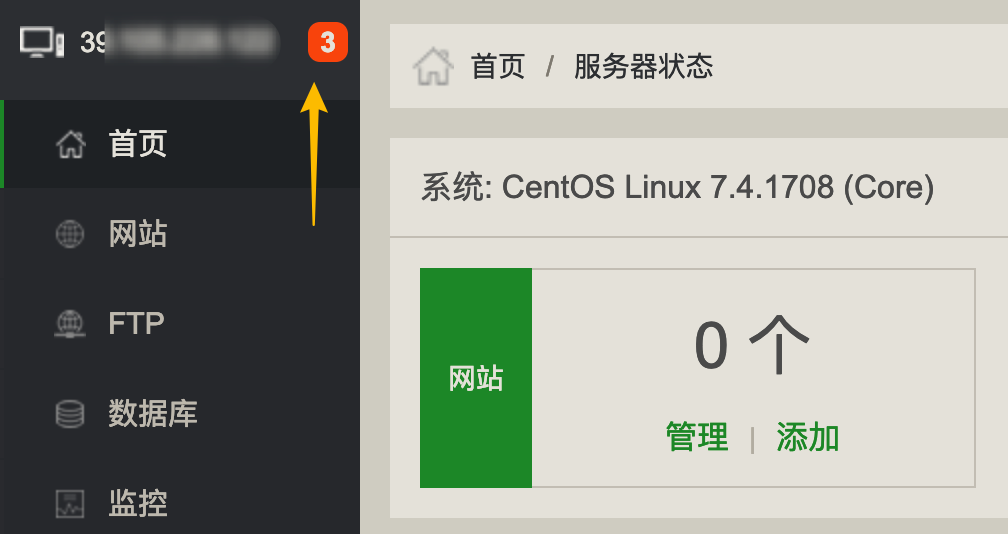 39
3
首页
网站
FTP
数据库
监控
首页 / 服务器状态
系统: CentOS Linux 7.4.1708 (Core)
网站
0 个
管理 | 添加